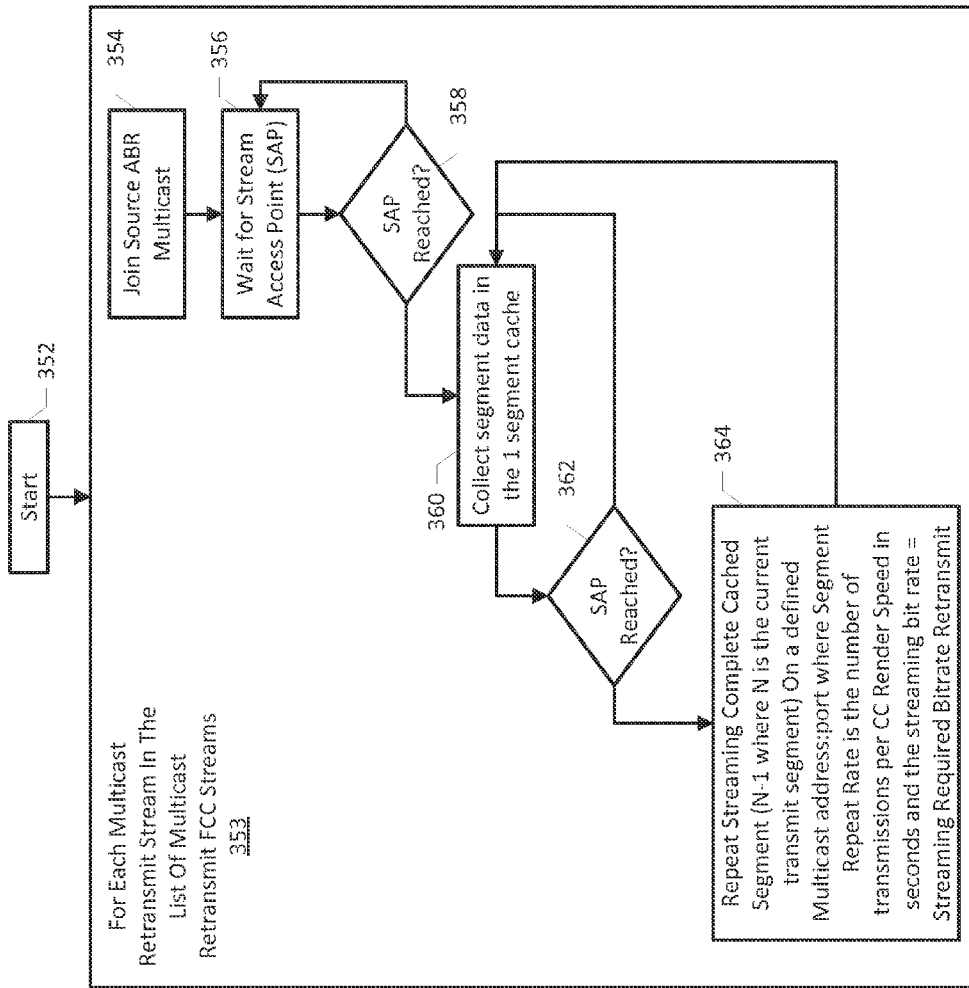 Start
352
For Each Multicast
Retransmit Stream In The
List Of Multicast
Retransmit FCC Streams
353
Join Source ABR
Multicast
354
Wait for Stream
Access Point (SAP)
356
SAP
Reached?
358
Collect segment data in
the 1 segment cache
360
SAP
Reached?
362
Repeat Streaming Complete Cached
Segment (N-1 where N is the current
transmit segment) On a defined
Multicast address:port where Segment
Repeat Rate is the number of
transmissions per CC Render Speed in
seconds and the streaming bit rate =
Streaming Required Bitrate Retransmit
364